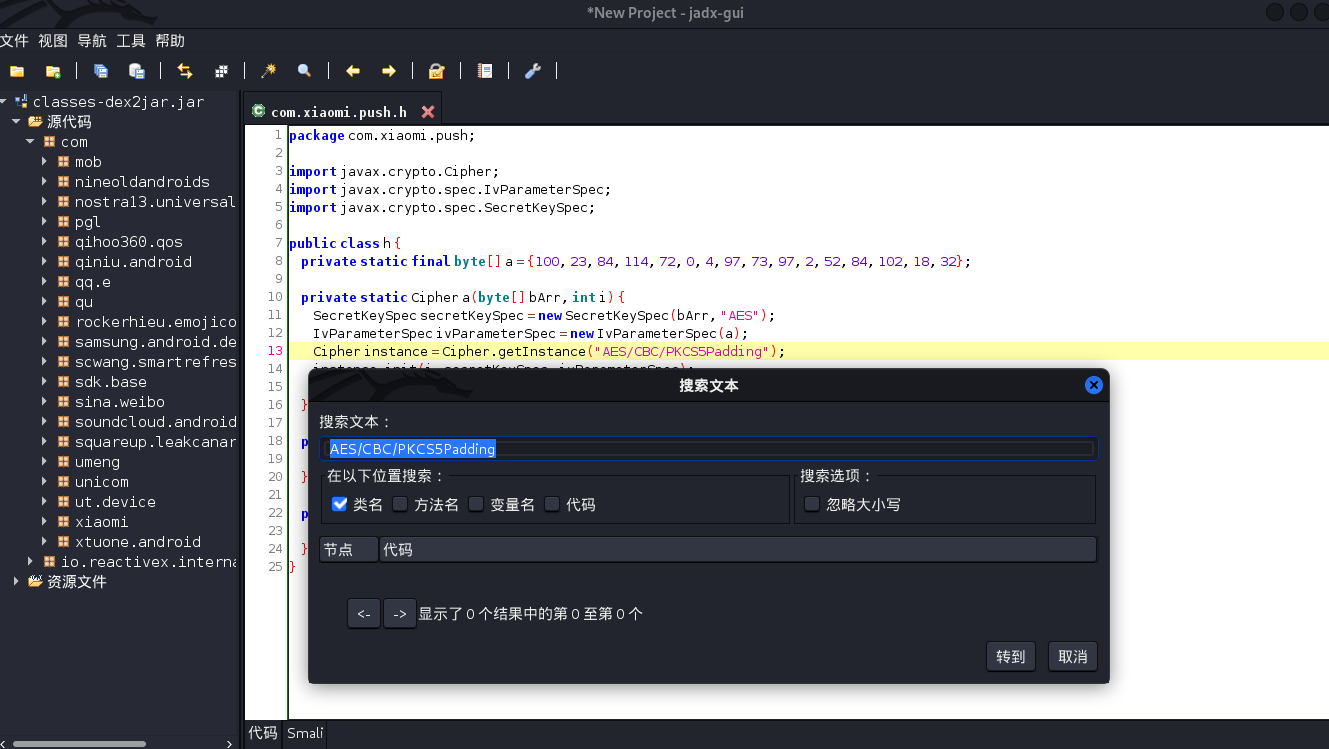 *New Project - jadx-gui
文件 视图 导航 工具 帮助
classes-dex2jar.jar
源代码
com
mob
nineoldandroids
nostra13.universal
pgl
qihoo360.qos
qiniu.android
qq.e
qu
rockerhieu.emojico
samsung.android.de
scwang.smartrefres
sdk.base
sina.weibo
soundcloud.android
squareup.leakcanar
umeng
unicom
ut.device
xiaomi
xtuone.android
io.reactivex.interna
资源文件
com.xiaomi.push.h
1 package com.xiaomi.push;
2
3 import javax.crypto.Cipher;
4 import javax.crypto.spec.IvParameterSpec;
5 import javax.crypto.spec.SecretKeySpec;
6
7 public class h {
8 private static final byte[] a = {100, 23, 84, 114, 72, 0, 4, 97, 73, 97, 2, 52, 84, 102, 18, 32};
9
10 private static Cipher a(byte[] bArr, int i) {
11 SecretKeySpec secretKeySpec = new SecretKeySpec(bArr, "AES");
12 IvParameterSpec ivParameterSpec = new IvParameterSpec(a);
13 Cipher instance = Cipher.getInstance("AES/CBC/PKCS5Padding");
14
15
16 }
17
18 p
19
20 }
21
22 p
23
24 }
25 }
搜索文本
搜索文本：
AES/CBC/PKCS5Padding
在以下位置搜索：
类名 方法名 变量名 代码
搜索选项：
忽略大小写
节点 代码
<- -> 显示了 0 个结果中的第 0 至第 0 个
转到 取消
代码 Smali